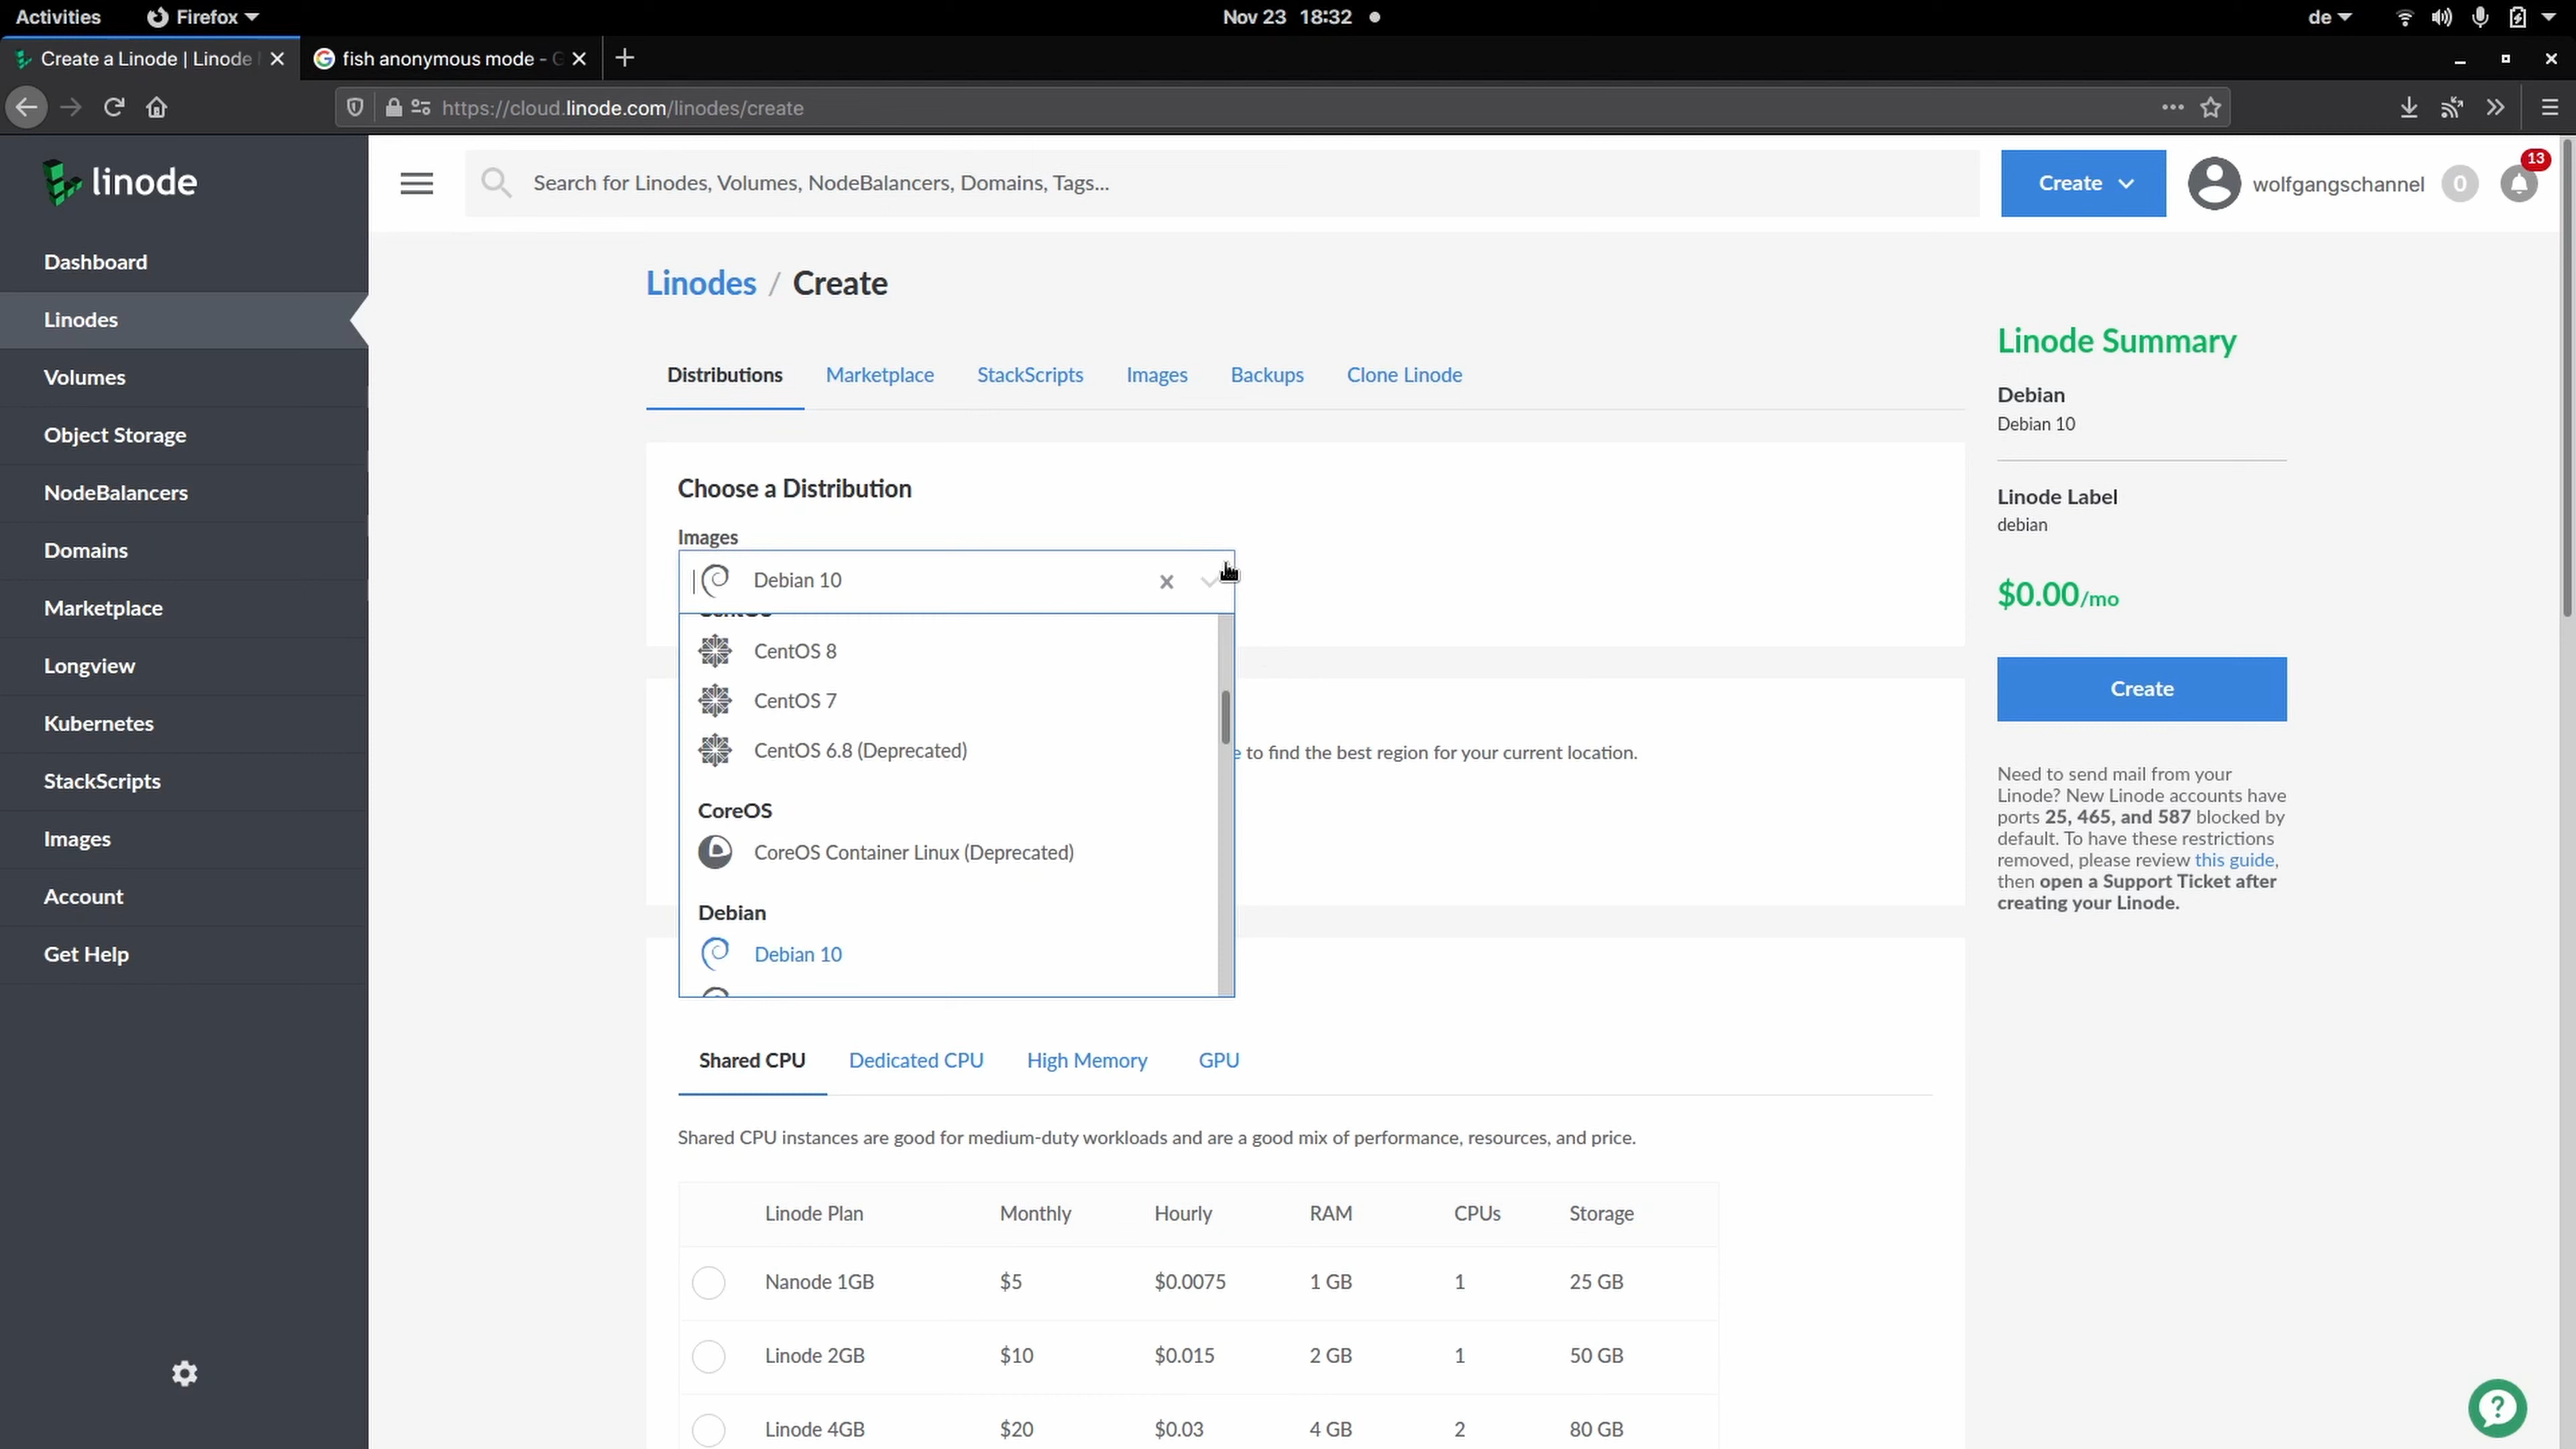 Activities
Firefox
Nov 23 18:32
de
Create a Linode | Linode
fish anonymous mode - G
https://cloud.linode.com/linodes/create
linode
Search for Linodes, Volumes, NodeBalancers, Domains, Tags...
Create
wolfgangschannel
0
13
Dashboard
Linodes
Volumes
Object Storage
NodeBalancers
Domains
Marketplace
Longview
Kubernetes
StackScripts
Images
Account
Get Help
Linodes / Create
Distributions
Marketplace
StackScripts
Images
Backups
Clone Linode
Choose a Distribution
Images
Debian 10
CentOS
CentOS 8
CentOS 7
CentOS 6.8 (Deprecated)
CoreOS
CoreOS Container Linux (Deprecated)
Debian
Debian 10
e to find the best region for your current location.
Shared CPU
Dedicated CPU
High Memory
GPU
Shared CPU instances are good for medium-duty workloads and are a good mix of performance, resources, and price.
Linode Plan Monthly Hourly RAM CPUs Storage
Nanode 1GB $5 $0.0075 1 GB 1 25 GB
Linode 2GB $10 $0.015 2 GB 1 50 GB
Linode 4GB $20 $0.03 4 GB 2 80 GB
Linode Summary
Debian
Debian 10
Linode Label
debian
$0.00/mo
Create
Need to send mail from your
Linode? New Linode accounts have
ports 25, 465, and 587 blocked by
default. To have these restrictions
removed, please review this guide,
then open a Support Ticket after
creating your Linode.